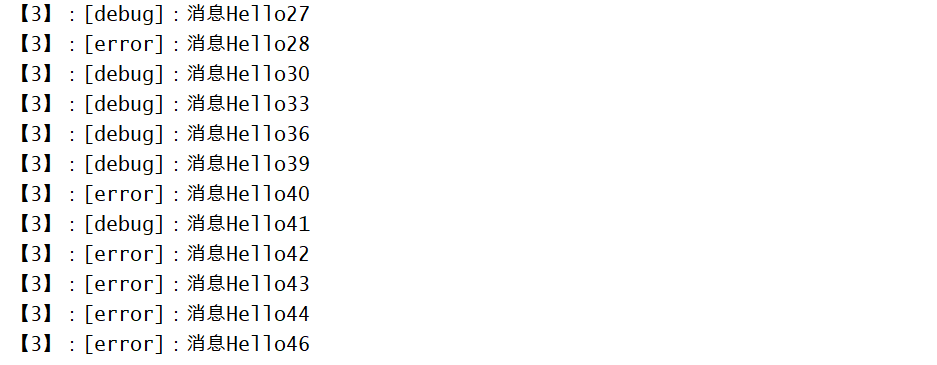 【3】：[debug]：消息Hello27
【3】：[error]：消息Hello28
【3】：[debug]：消息Hello30
【3】：[debug]：消息Hello33
【3】：[debug]：消息Hello36
【3】：[debug]：消息Hello39
【3】：[error]：消息Hello40
【3】：[debug]：消息Hello41
【3】：[error]：消息Hello42
【3】：[error]：消息Hello43
【3】：[error]：消息Hello44
【3】：[error]：消息Hello46